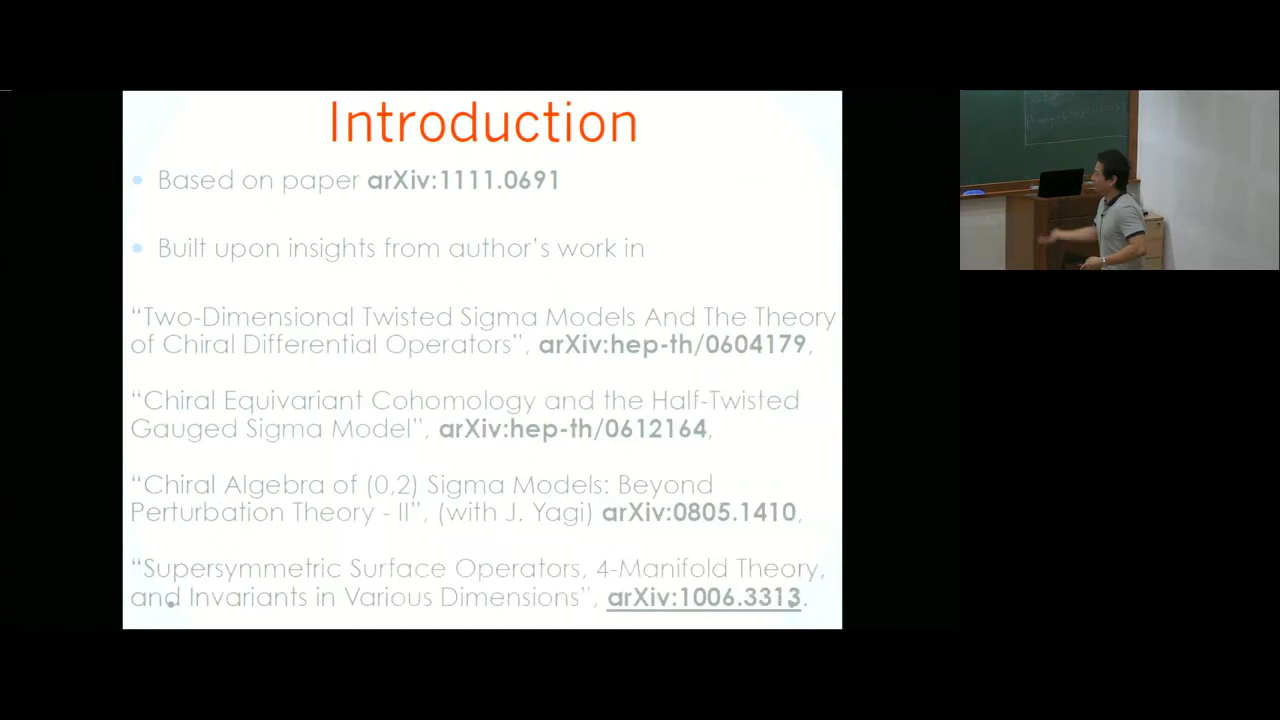 Introduction
Based on paper arXiv:1111.0691
Built upon insights from author’s work in
“Two-Dimensional Twisted Sigma Models And The Theory
of Chiral Differential Operators”, arXiv:hep-th/0604179,
“Chiral Equivariant Cohomology and the Half-Twisted
Gauged Sigma Model”, arXiv:hep-th/0612164,
“Chiral Algebra of (0,2) Sigma Models: Beyond
Perturbation Theory - II”, (with J. Yagi) arXiv:0805.1410,
“Supersymmetric Surface Operators, 4-Manifold Theory,
and Invariants in Various Dimensions”, arXiv:1006.3313.